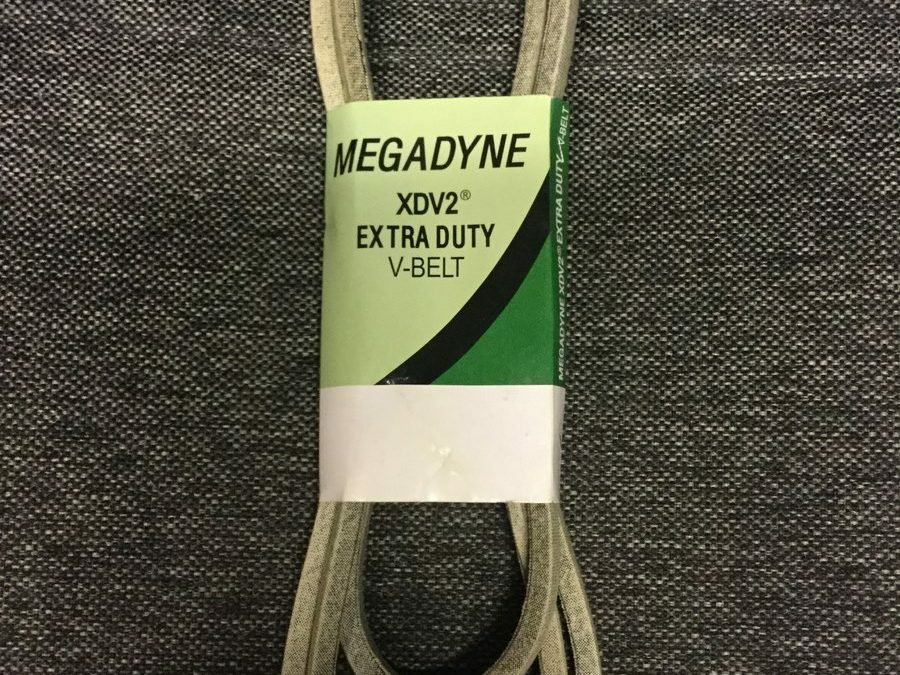 MEGADYNE
XDV2®
EXTRA DUTY
V-BELT
MEGADYNE XDV2® EXTRA DUTY V-BELT